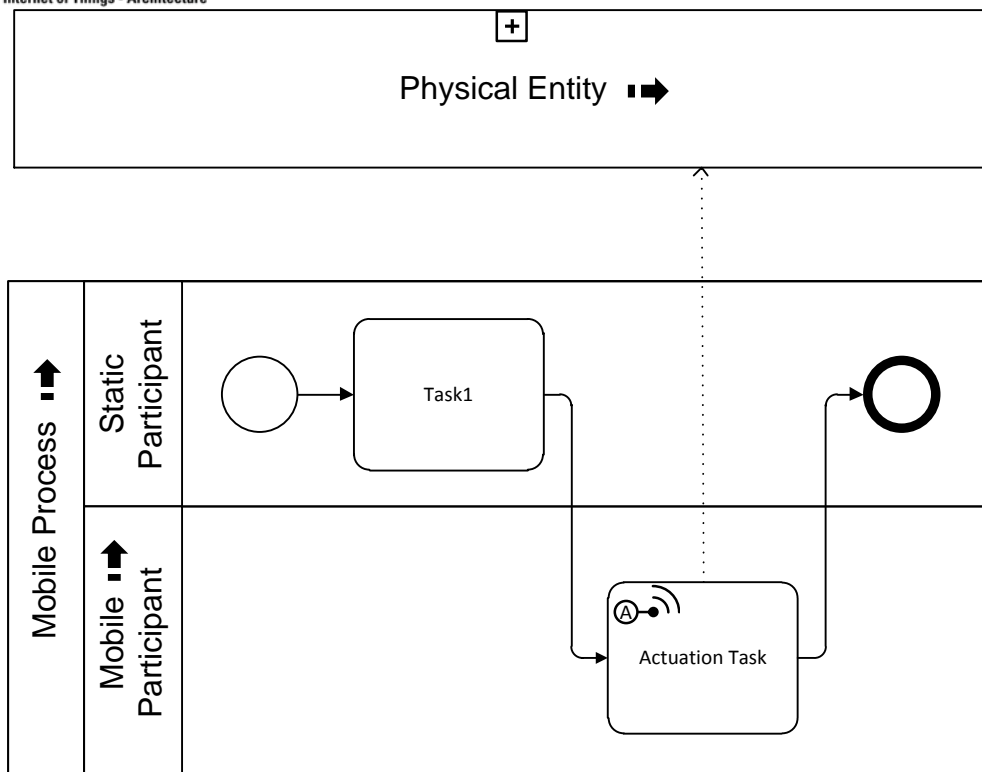 Internet of Things - Architecture
+
Physical Entity
Mobile Process
Static
Participant
Task1
Mobile
Participant
A
Actuation Task